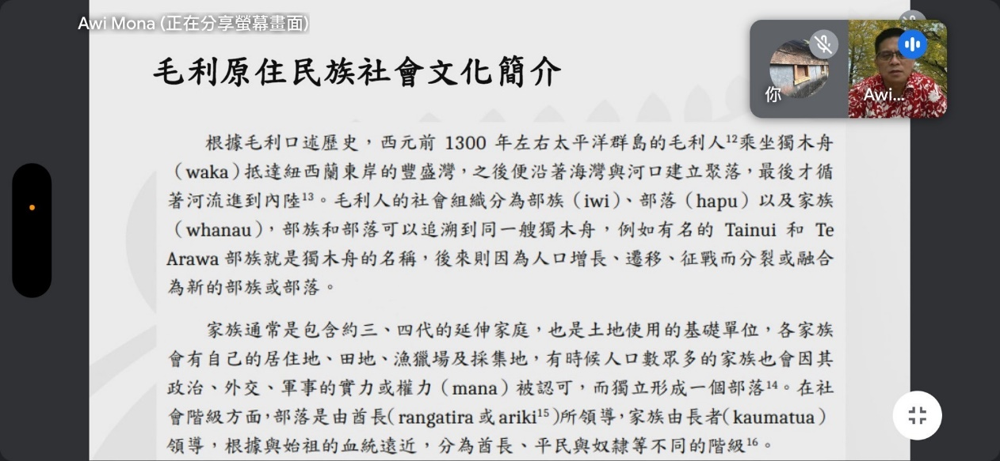 Awi Mona (正在分享螢幕畫面)
毛利原住民族社會文化簡介
你
Awi...
根據毛利口述歷史，西元前 1300 年左右太平洋群島的毛利人¹²乘坐獨木舟
（waka）抵達紐西蘭東岸的豐盛灣，之後便沿著海灣與河口建立聚落，最後才循
著河流進到內陸¹³。毛利人的社會組織分為部族（iwi）、部落（hapu）以及家族
（whanau），部族和部落可以追溯到同一艘獨木舟，例如有名的 Tainui 和 Te
Arawa 部族就是獨木舟的名稱，後來則因為人口增長、遷移、征戰而分裂或融合
為新的部族或部落。
家族通常是包含約三、四代的延伸家庭，也是土地使用的基礎單位，各家族
會有自己的居住地、田地、漁獵場及採集地，有時候人口數眾多的家族也會因其
政治、外交、軍事的實力或權力（mana）被認可，而獨立形成一個部落¹⁴。在社
會階級方面，部落是由酋長（rangatira 或 ariki¹⁵）所領導，家族由長者（kaumatua）
領導，根據與始祖的血統遠近，分為酋長、平民與奴隸等不同的階級¹⁶。